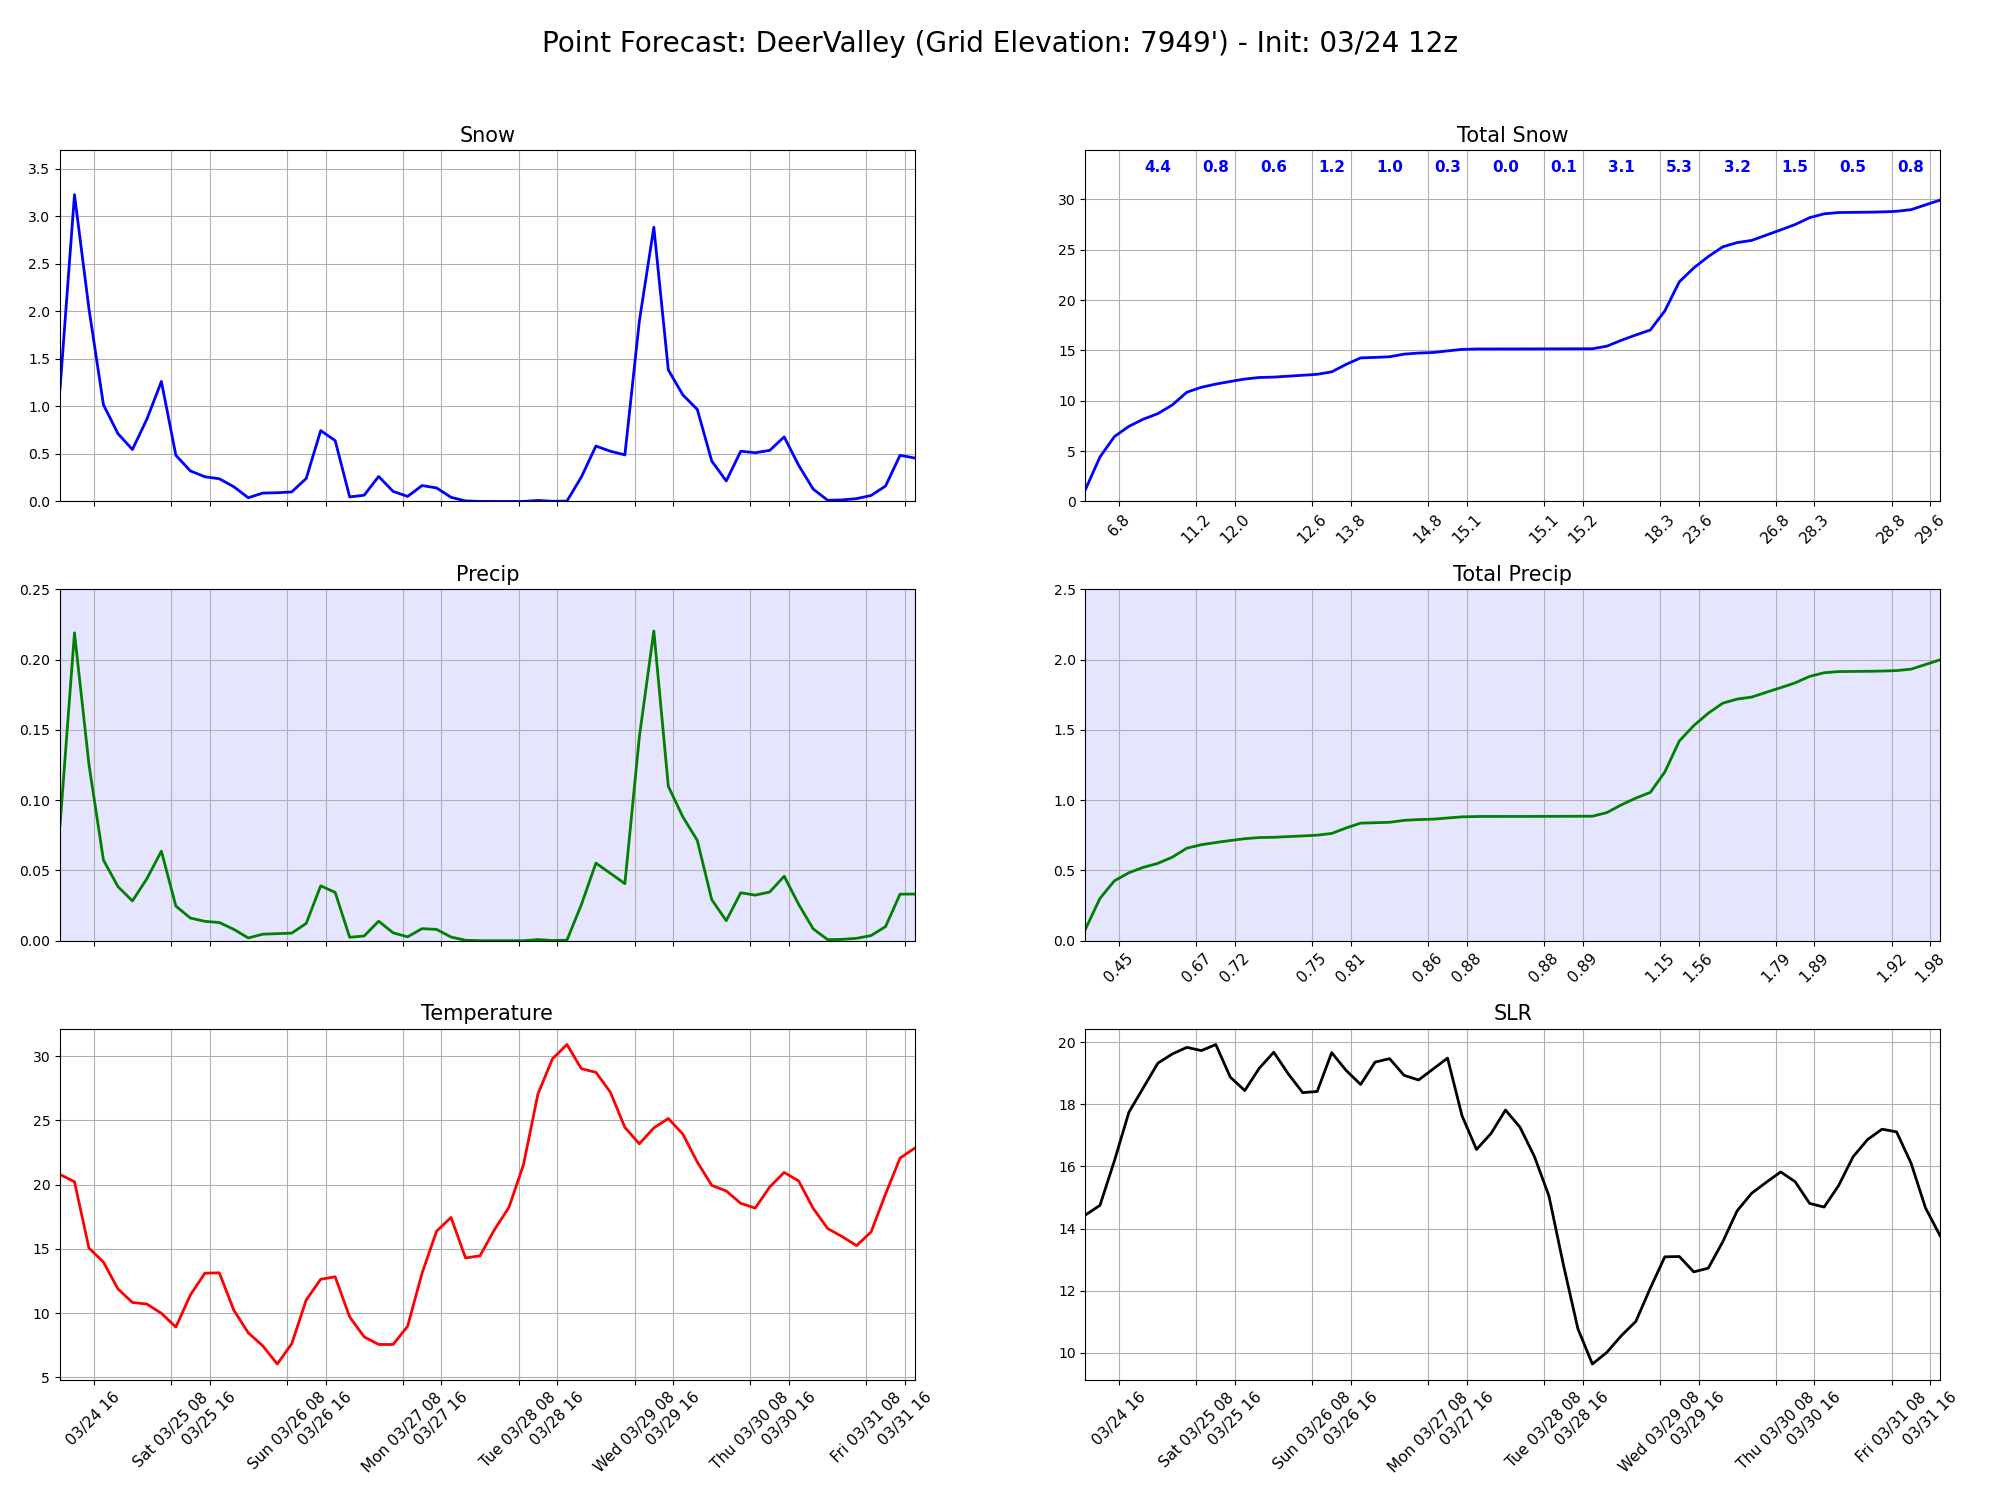 Point Forecast: DeerValley (Grid Elevation: 7949') - Init: 03/24 12z
Snow
3.5
3.0
2.5
2.0
1.5
1.0
0.5
0.0
Total Snow
4.4 0.8 0.6 1.2 1.0 0.3 0.0 0.1 3.1 5.3 3.2 1.5 0.5 0.8
30
25
20
15
10
5
0
6.8 11.2 12.0 12.6 13.8 14.8 15.1 15.1 15.2 18.3 23.6 26.8 28.3 28.8 29.6
Precip
0.25
0.20
0.15
0.10
0.05
0.00
Total Precip
2.5
2.0
1.5
1.0
0.5
0.0
0.45 0.67 0.72 0.75 0.81 0.86 0.88 0.88 0.89 1.15 1.56 1.79 1.89 1.92 1.98
Temperature
30
25
20
15
10
5
03/24 16
Sat 03/25 08
03/25 16
Sun 03/26 08
03/26 16
Mon 03/27 08
03/27 16
Tue 03/28 08
03/28 16
Wed 03/29 08
03/29 16
Thu 03/30 08
03/30 16
Fri 03/31 08
03/31 16
SLR
20
18
16
14
12
10
03/24 16
Sat 03/25 08
03/25 16
Sun 03/26 08
03/26 16
Mon 03/27 08
03/27 16
Tue 03/28 08
03/28 16
Wed 03/29 08
03/29 16
Thu 03/30 08
03/30 16
Fri 03/31 08
03/31 16